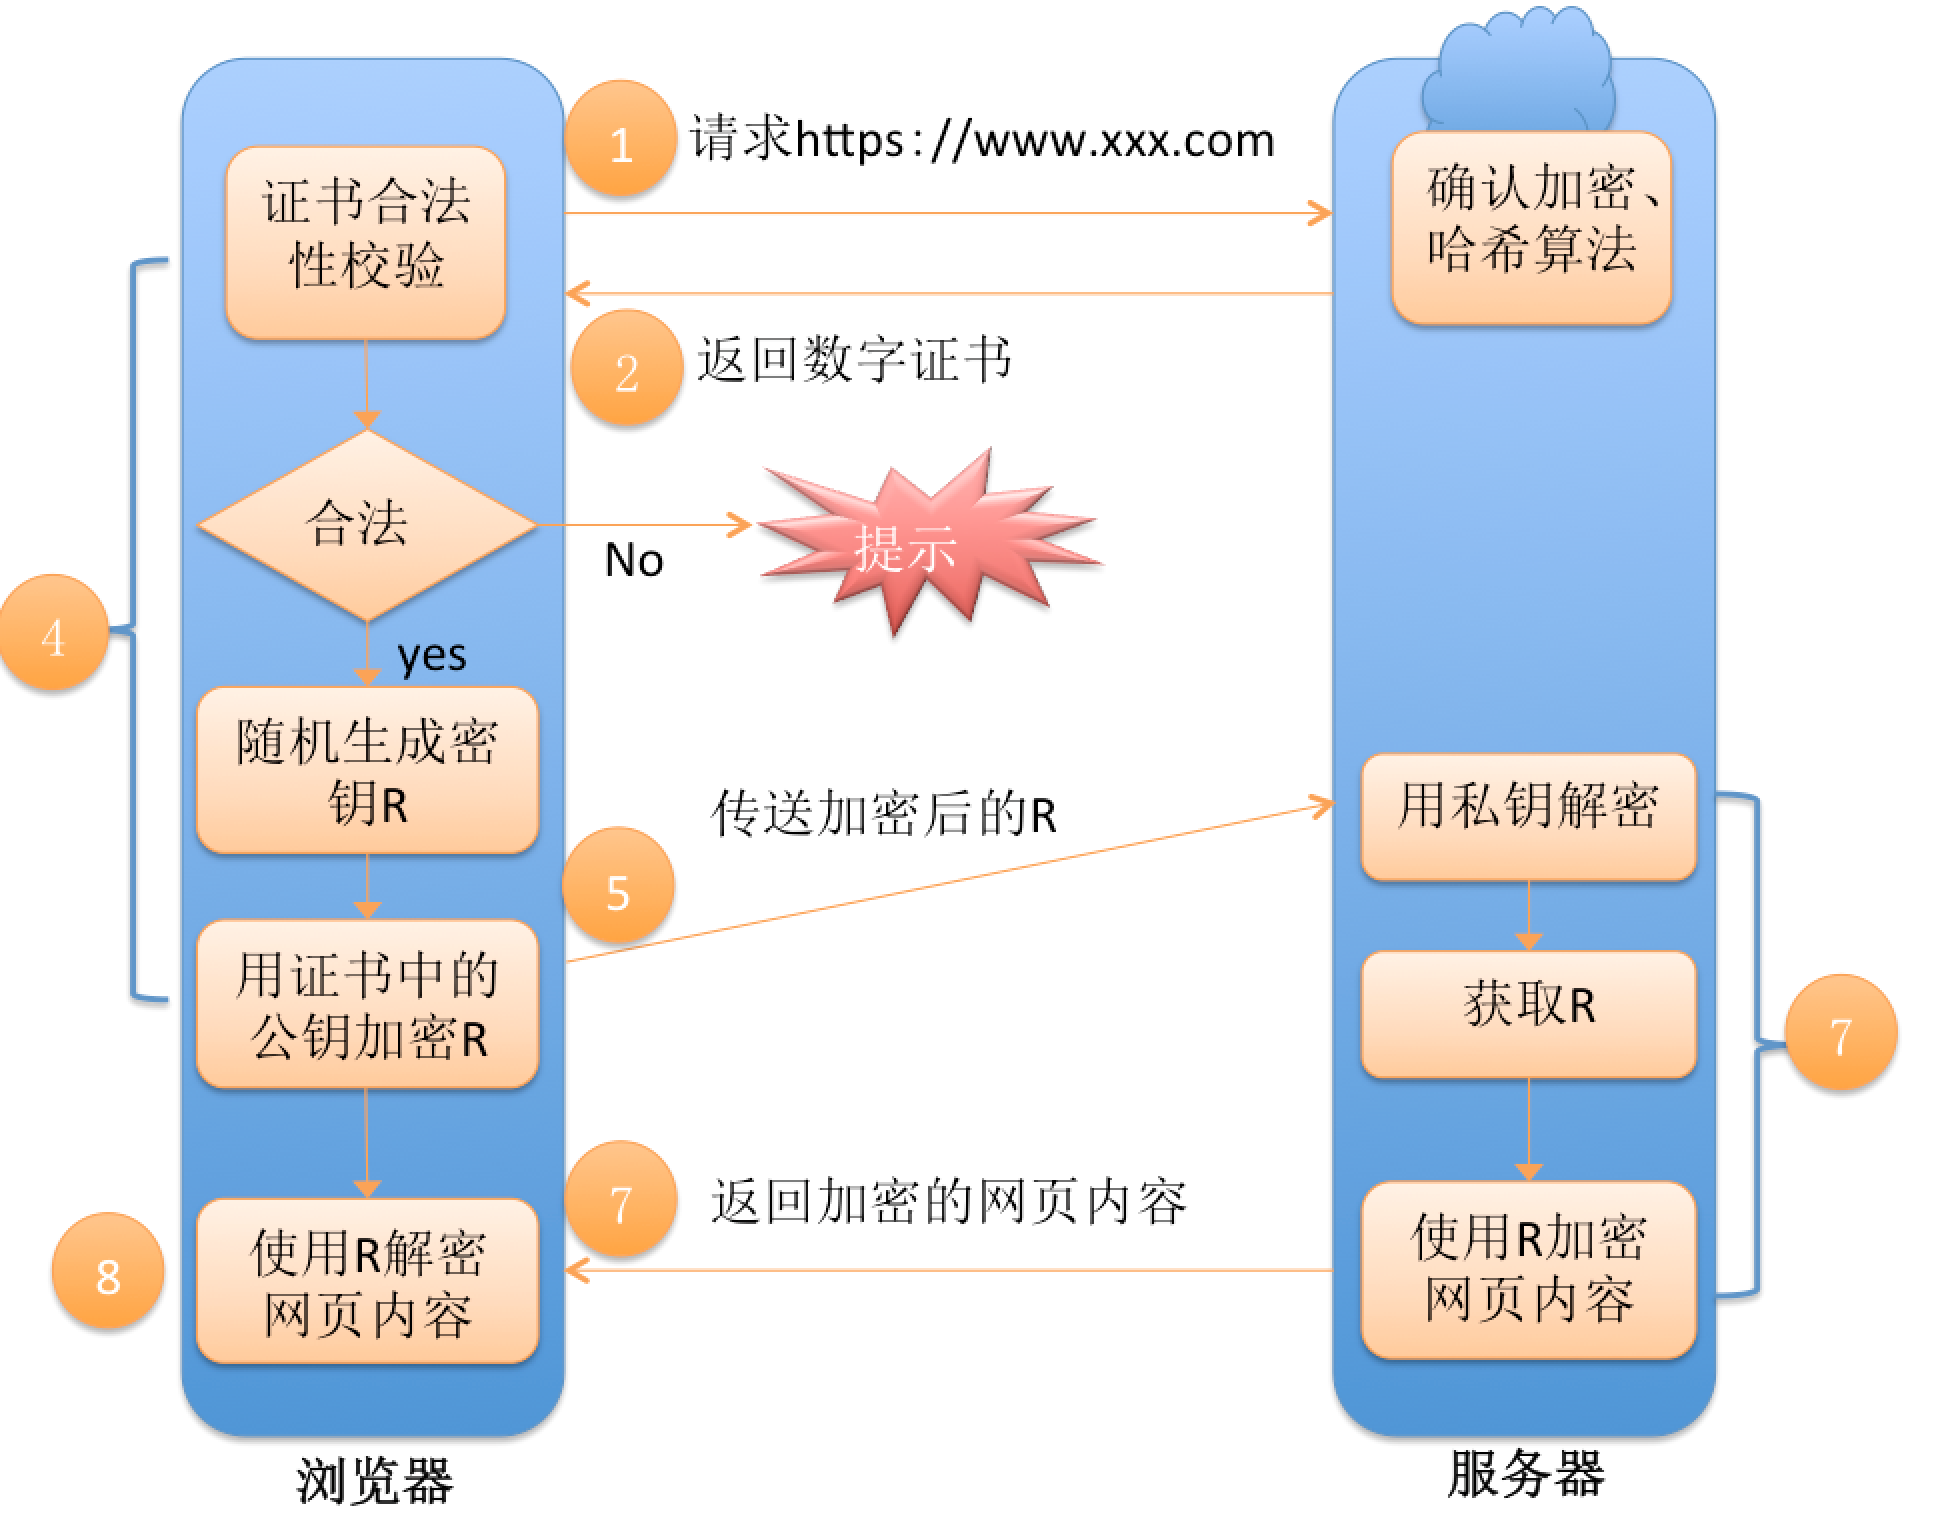 1
请求https://www.xxx.com
证书合法
性校验
确认加密、
哈希算法
2
返回数字证书
合法
No
提示
4
yes
随机生成密
钥R
传送加密后的R
5
用私钥解密
用证书中的
公钥加密R
获取R
7
7
返回加密的网页内容
8
使用R解密
网页内容
使用R加密
网页内容
浏览器
服务器